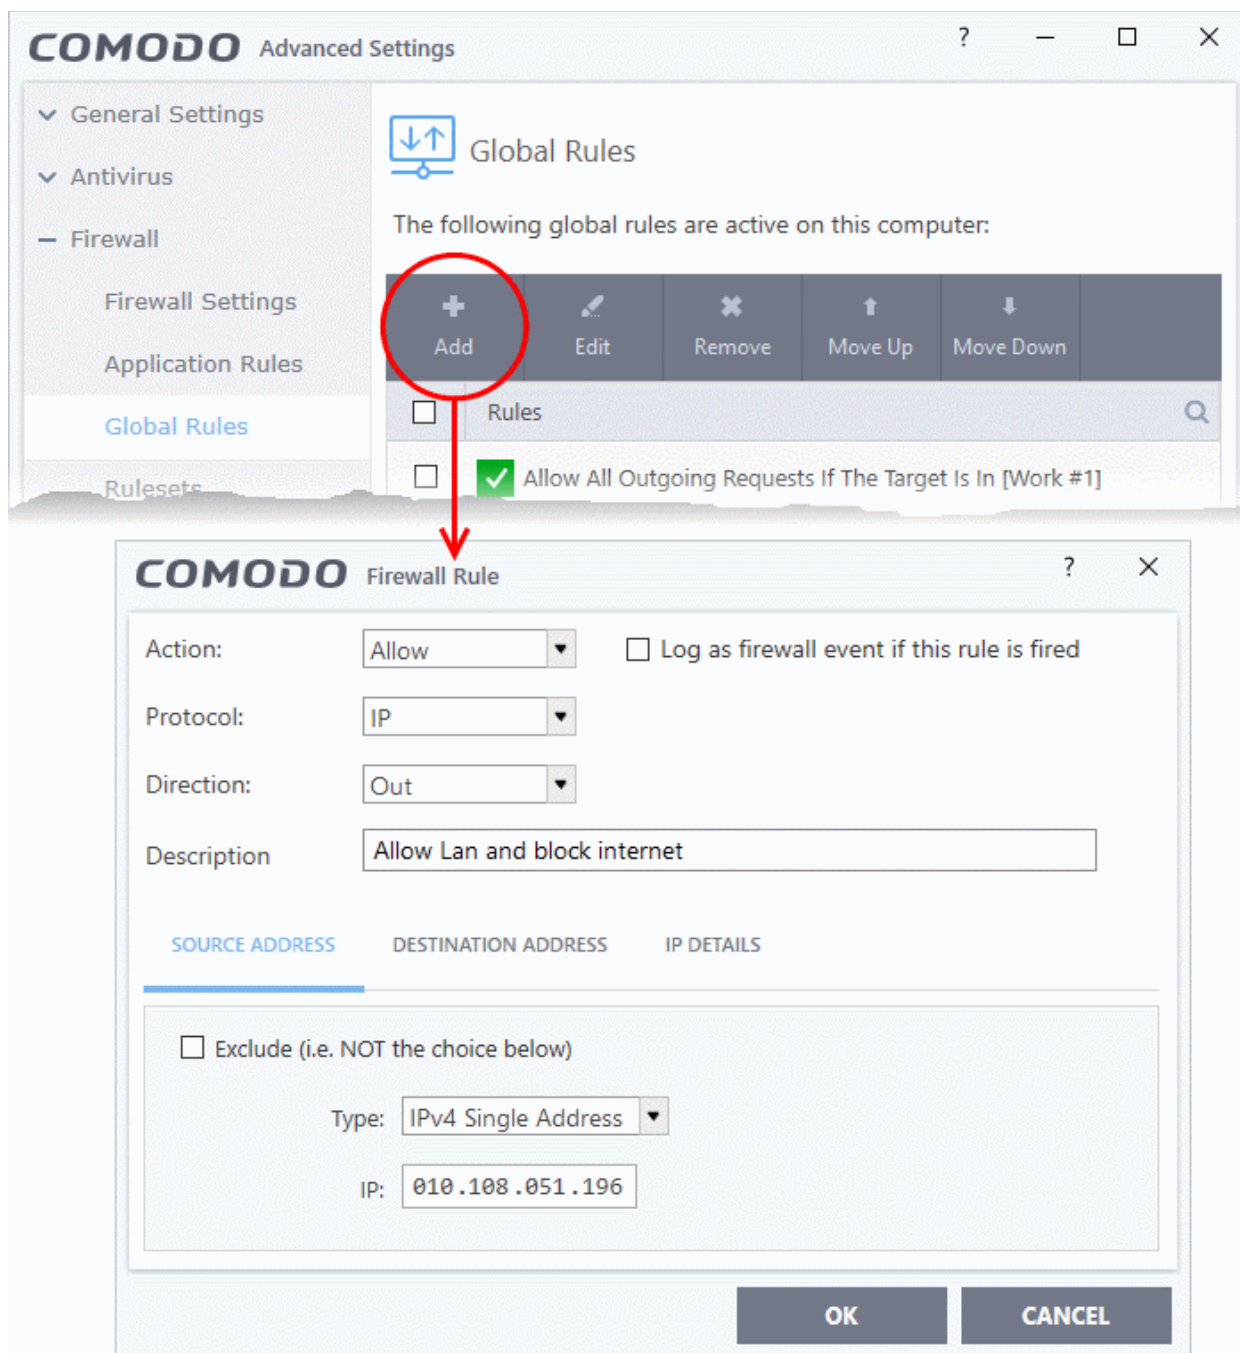 COMODO Advanced Settings ?
General Settings
Antivirus
Firewall
Firewall Settings
Application Rules
Global Rules
Rulesets
Global Rules
The following global rules are active on this computer:
Add Edit Remove Move Up Move Down
Rules
Allow All Outgoing Requests If The Target Is In [Work #1]
COMODO Firewall Rule ?
Action: Allow Log as firewall event if this rule is fired
Protocol: IP
Direction: Out
Description Allow Lan and block internet
SOURCE ADDRESS DESTINATION ADDRESS IP DETAILS
Exclude (i.e. NOT the choice below)
Type: IPv4 Single Address
IP: 010.108.051.196
OK CANCEL